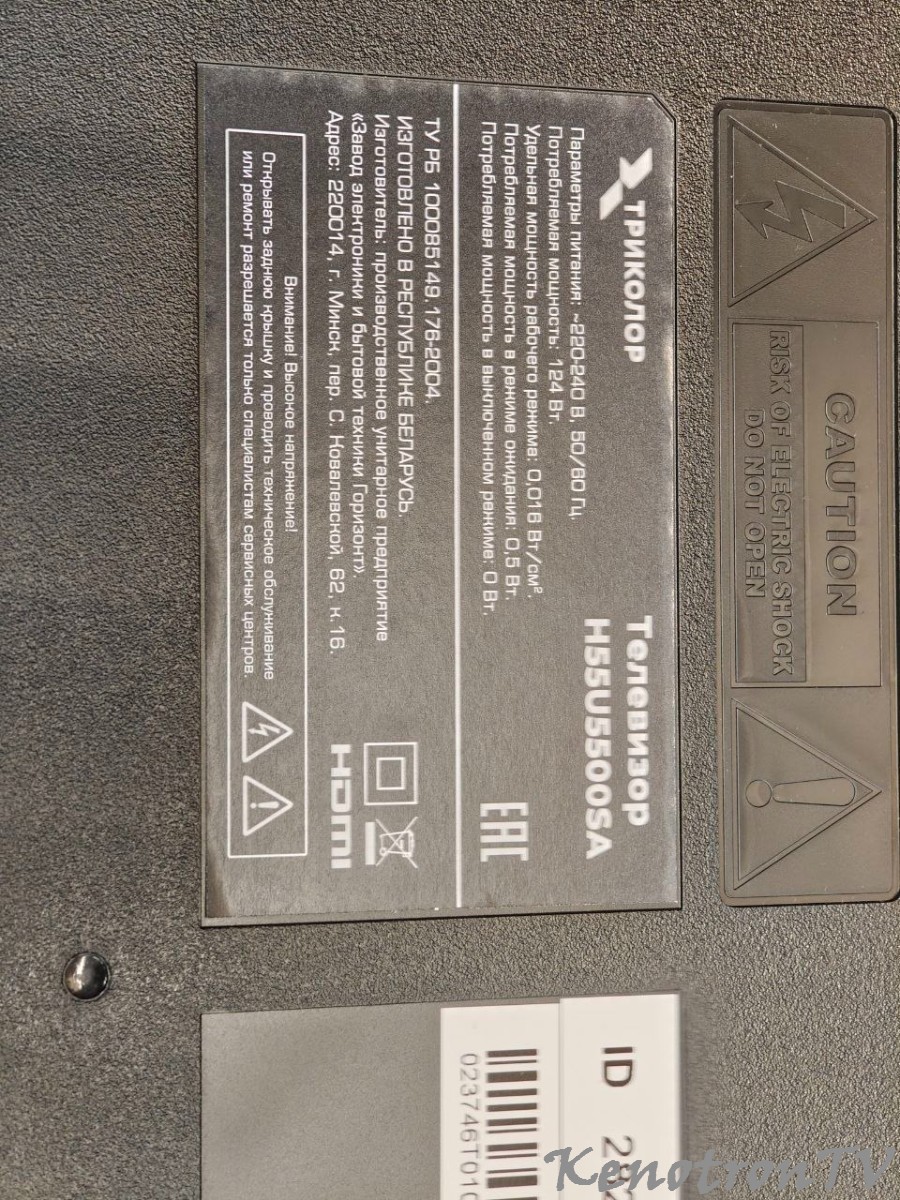 CAUTION
RISK OF ELECTRIC SHOCK
DO NOT OPEN
ТРИКОЛОР
Телевизор
H55U5500SA
Параметры питания: ~220-240 В, 50/60 Гц.
Потребляемая мощность: 124 Вт.
Удельная мощность рабочего режима: 0,016 Вт/см².
Потребляемая мощность в режиме ожидания: 0,5 Вт.
Потребляемая мощность в выключенном режиме: 0 Вт.
EAC
ТУ РБ 100085149.176-2004.
ИЗГОТОВЛЕНО В РЕСПУБЛИКЕ БЕЛАРУСЬ.
Изготовитель: производственное унитарное предприятие
«Завод электроники и бытовой техники Горизонт».
Адрес: 220014, г. Минск, пер. С. Ковалевской, 62, к.16.
HDMI
Внимание! Высокое напряжение!
Открывать заднюю крышку и проводить техническое обслуживание
или ремонт разрешается только специалистам сервисных центров.
ID
023746T010
KenotronTV